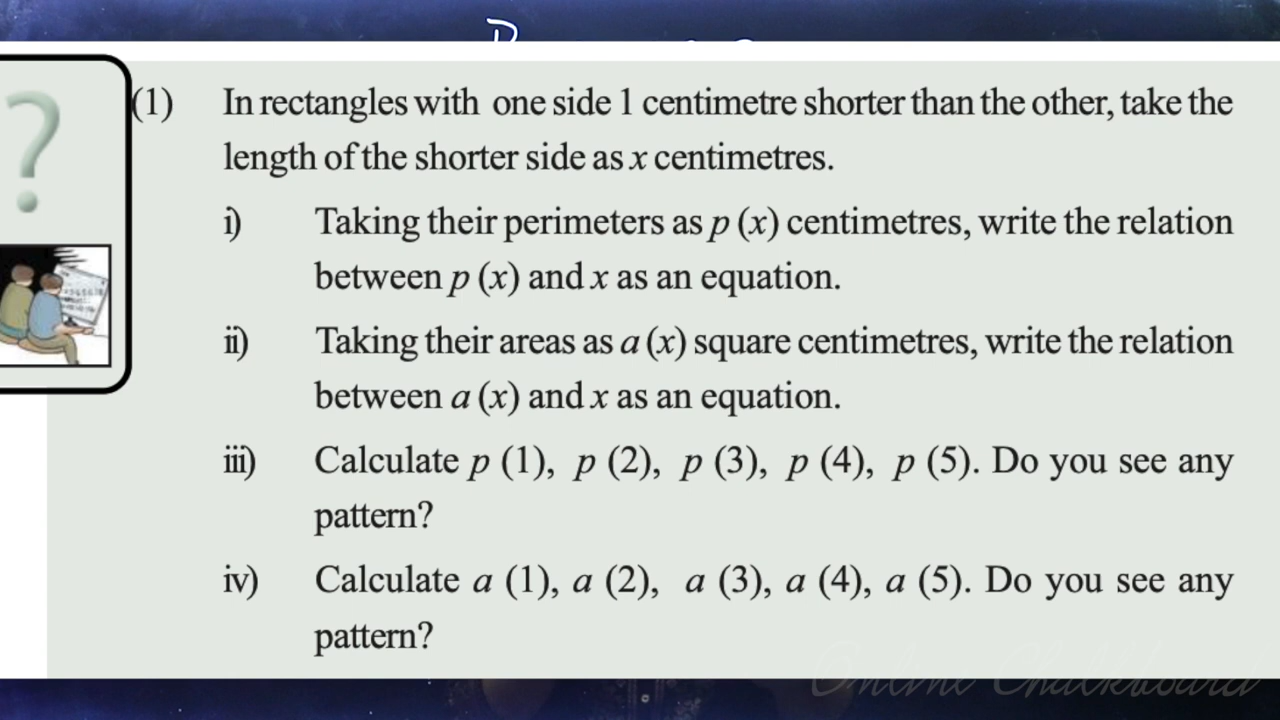 (1) In rectangles with one side 1 centimetre shorter than the other, take the
length of the shorter side as x centimetres.
i) Taking their perimeters as p (x) centimetres, write the relation
between p (x) and x as an equation.
ii) Taking their areas as a (x) square centimetres, write the relation
between a (x) and x as an equation.
iii) Calculate p (1), p (2), p (3), p (4), p (5). Do you see any
pattern?
iv) Calculate a (1), a (2), a (3), a (4), a (5). Do you see any
pattern?
Online Chalkboard